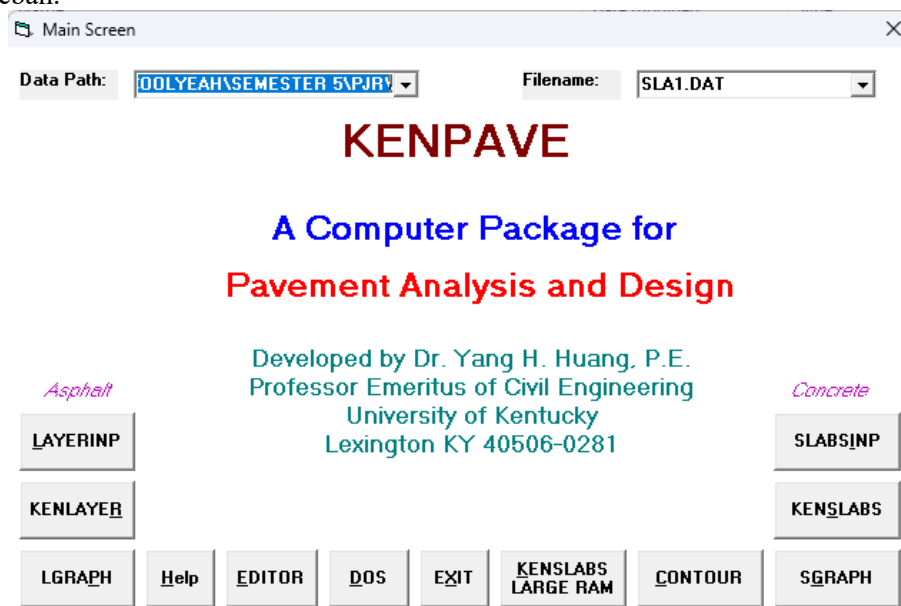 Main Screen
Data Path: OOLYEAH\SEMESTER 5\PJR\ Filename: SLA1.DAT
KENPAVE
A Computer Package for
Pavement Analysis and Design
Developed by Dr. Yang H. Huang, P.E.
Asphalt Professor Emeritus of Civil Engineering Concrete
University of Kentucky
LAYERINP Lexington KY 40506-0281 SLABSINP
KENLAYER KENSLABS
LGRAPH Help EDITOR DOS EXIT KENSLABS LARGE RAM CONTOUR SGRAPH